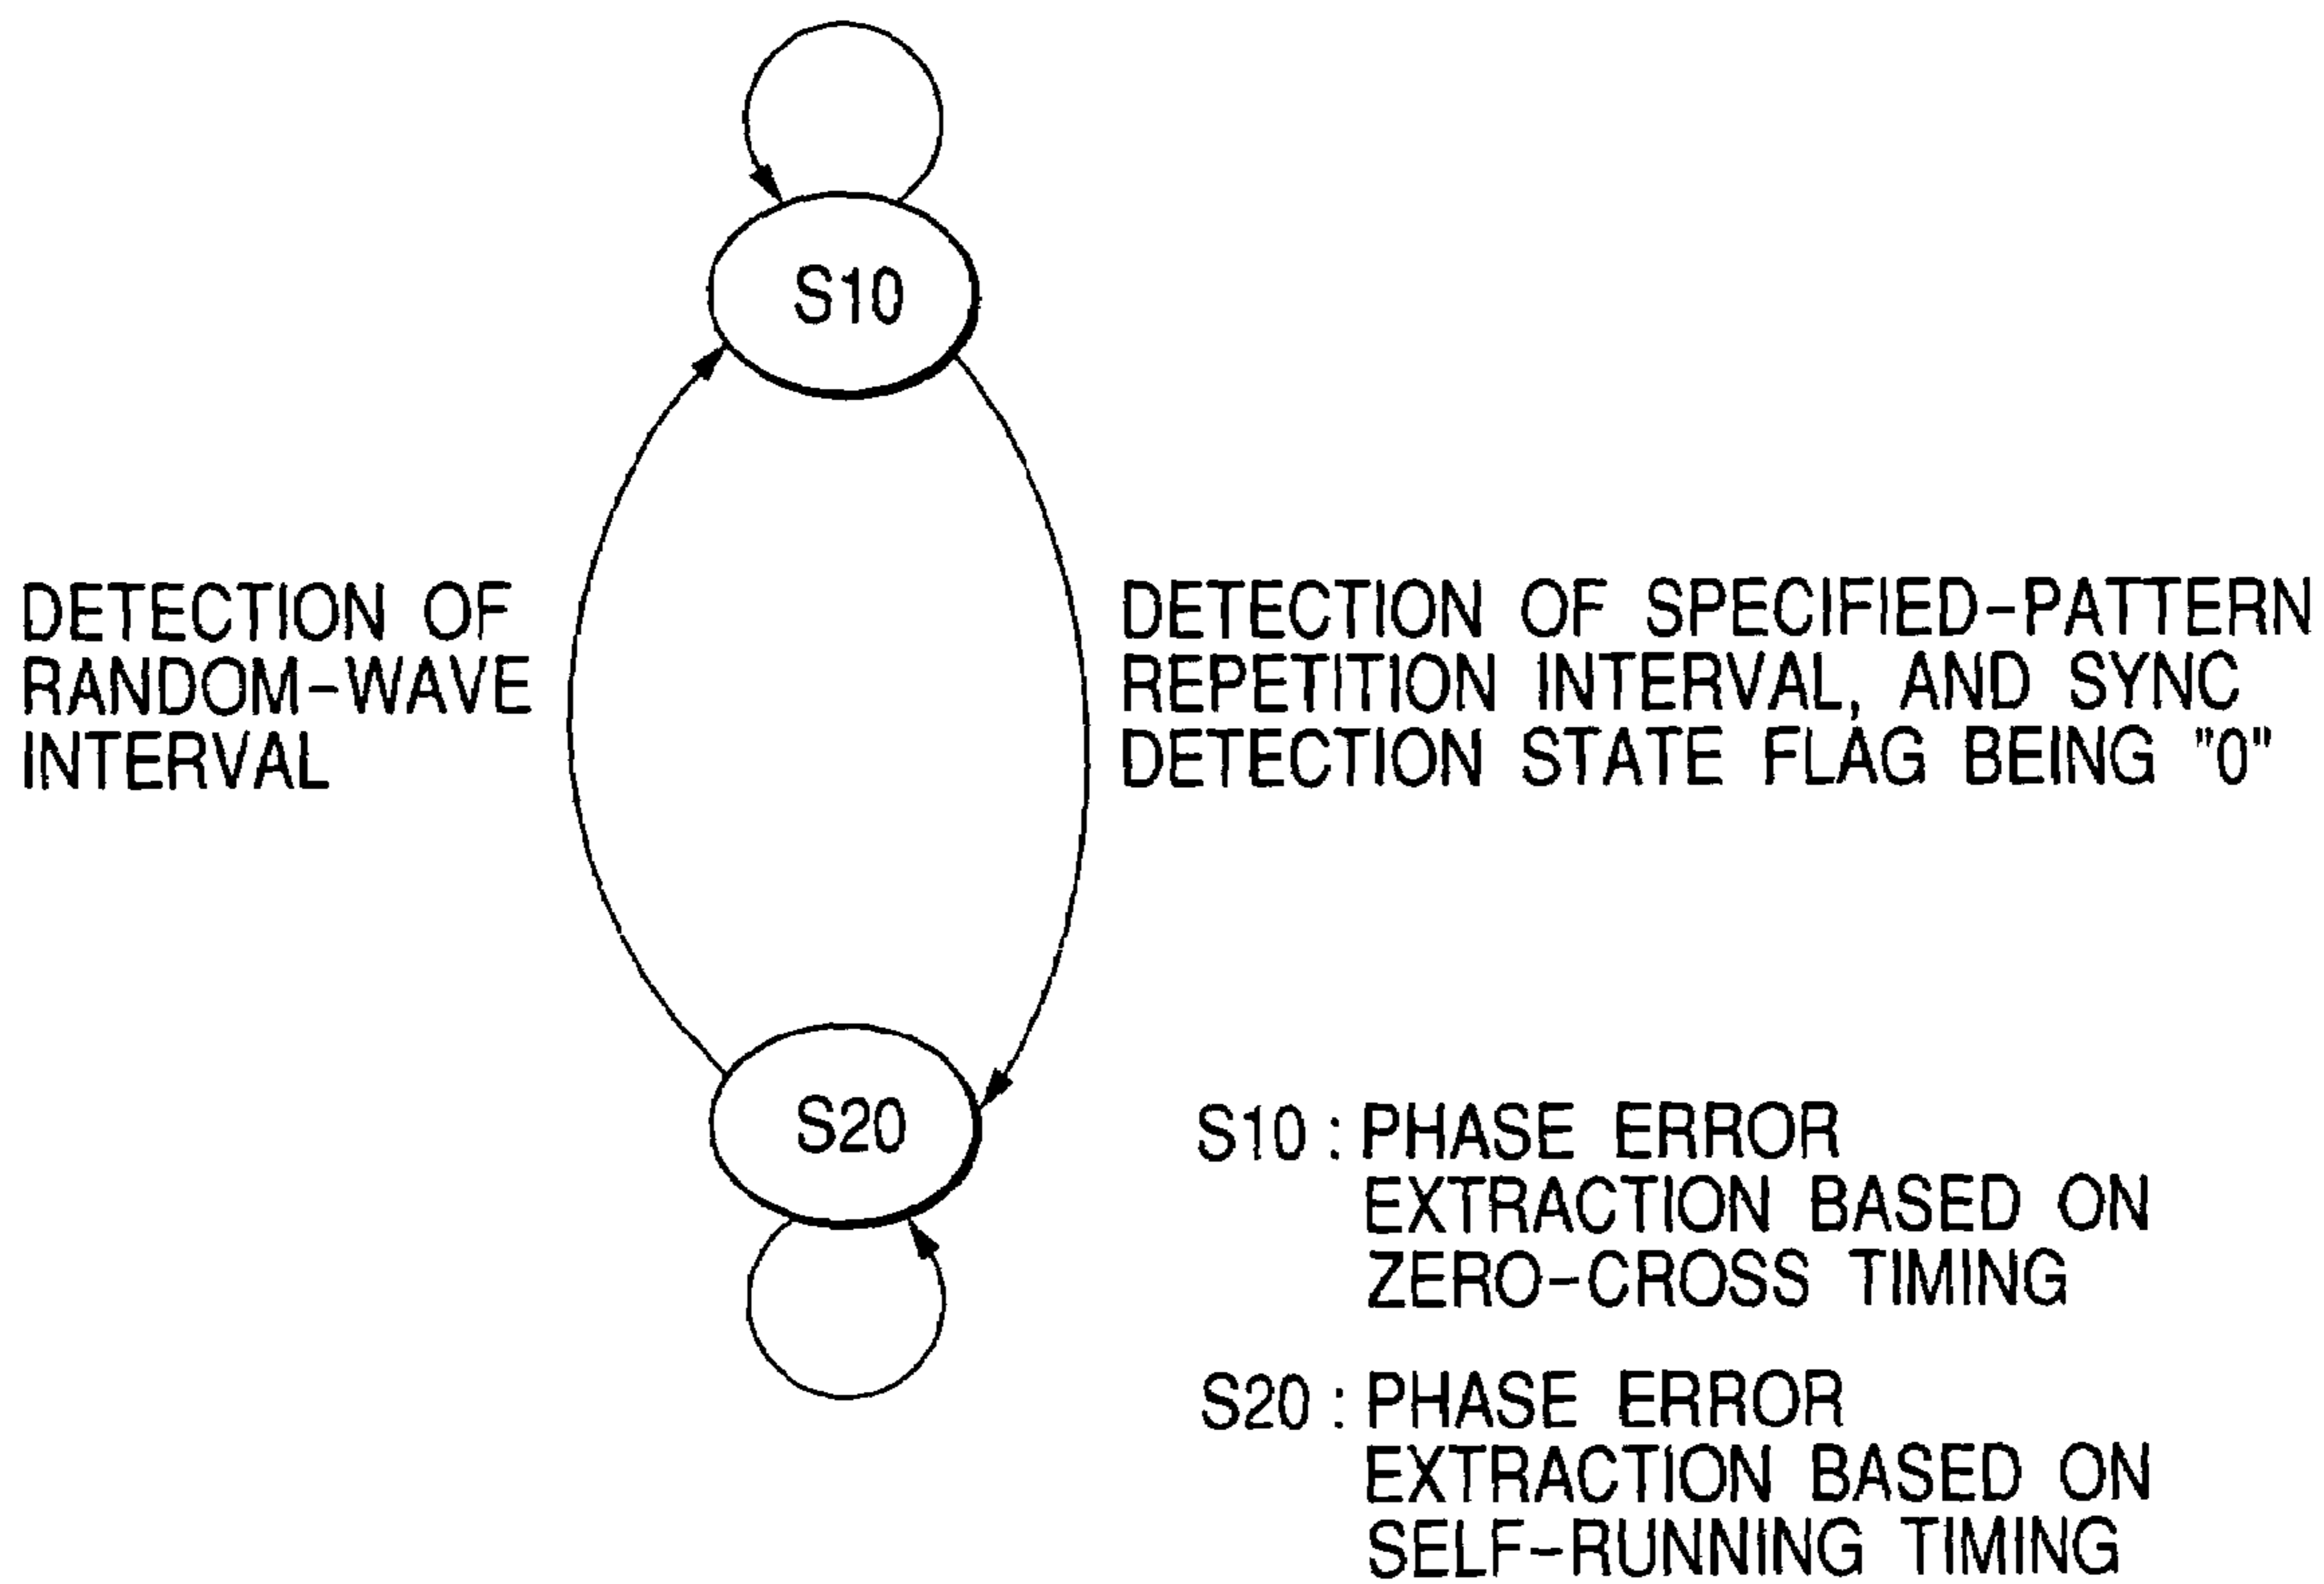 S10
DETECTION OF
RANDOM-WAVE
INTERVAL
DETECTION OF SPECIFIED-PATTERN
REPETITION INTERVAL, AND SYNC
DETECTION STATE FLAG BEING "0"
S20
S10 : PHASE ERROR
EXTRACTION BASED ON
ZERO-CROSS TIMING
S20 : PHASE ERROR
EXTRACTION BASED ON
SELF-RUNNING TIMING